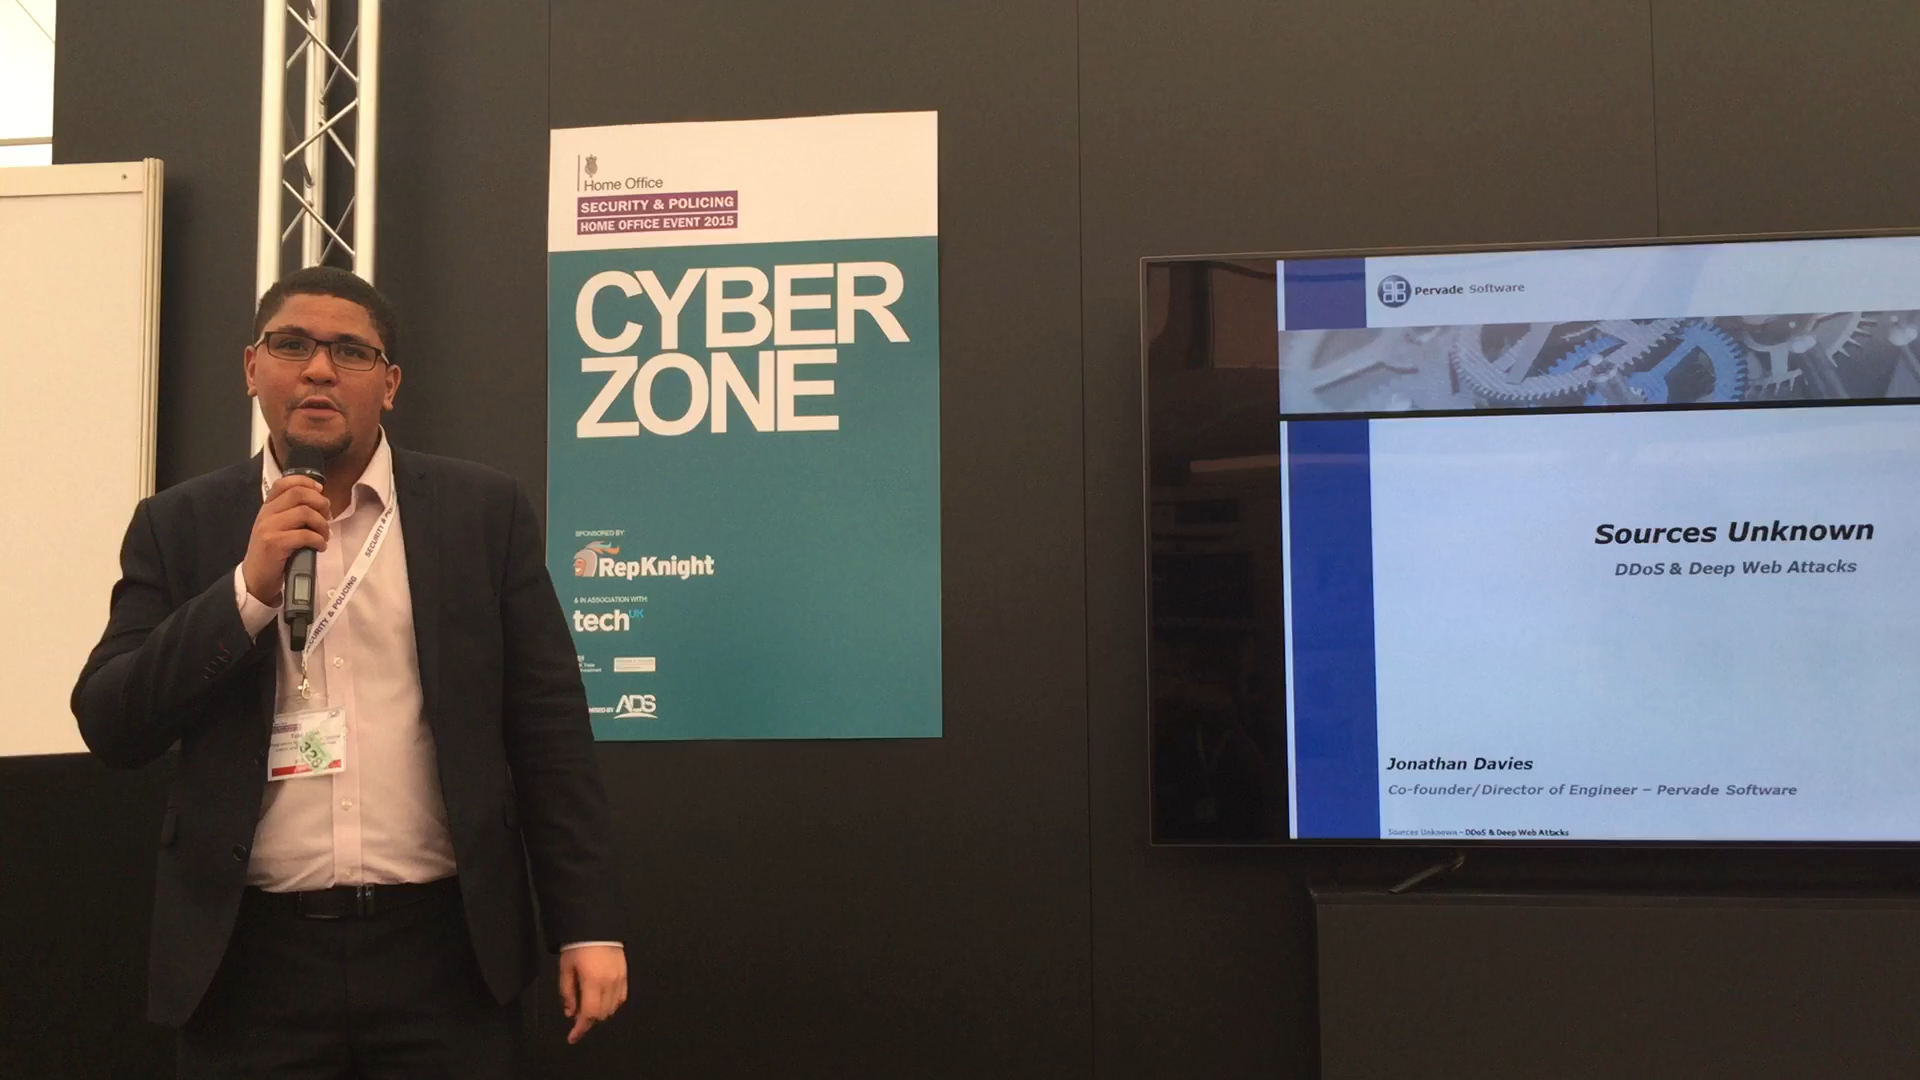 Home Office
SECURITY & POLICING
HOME OFFICE EVENT 2015
CYBER
ZONE
SPONSORED BY:
RepKnight
& IN ASSOCIATION WITH:
techUK
ADS
SECURITY & POLICING
Pervade Software
Sources Unknown
DDoS & Deep Web Attacks
Jonathan Davies
Co-founder/Director of Engineer – Pervade Software
Sources Unknown – DDoS & Deep Web Attacks